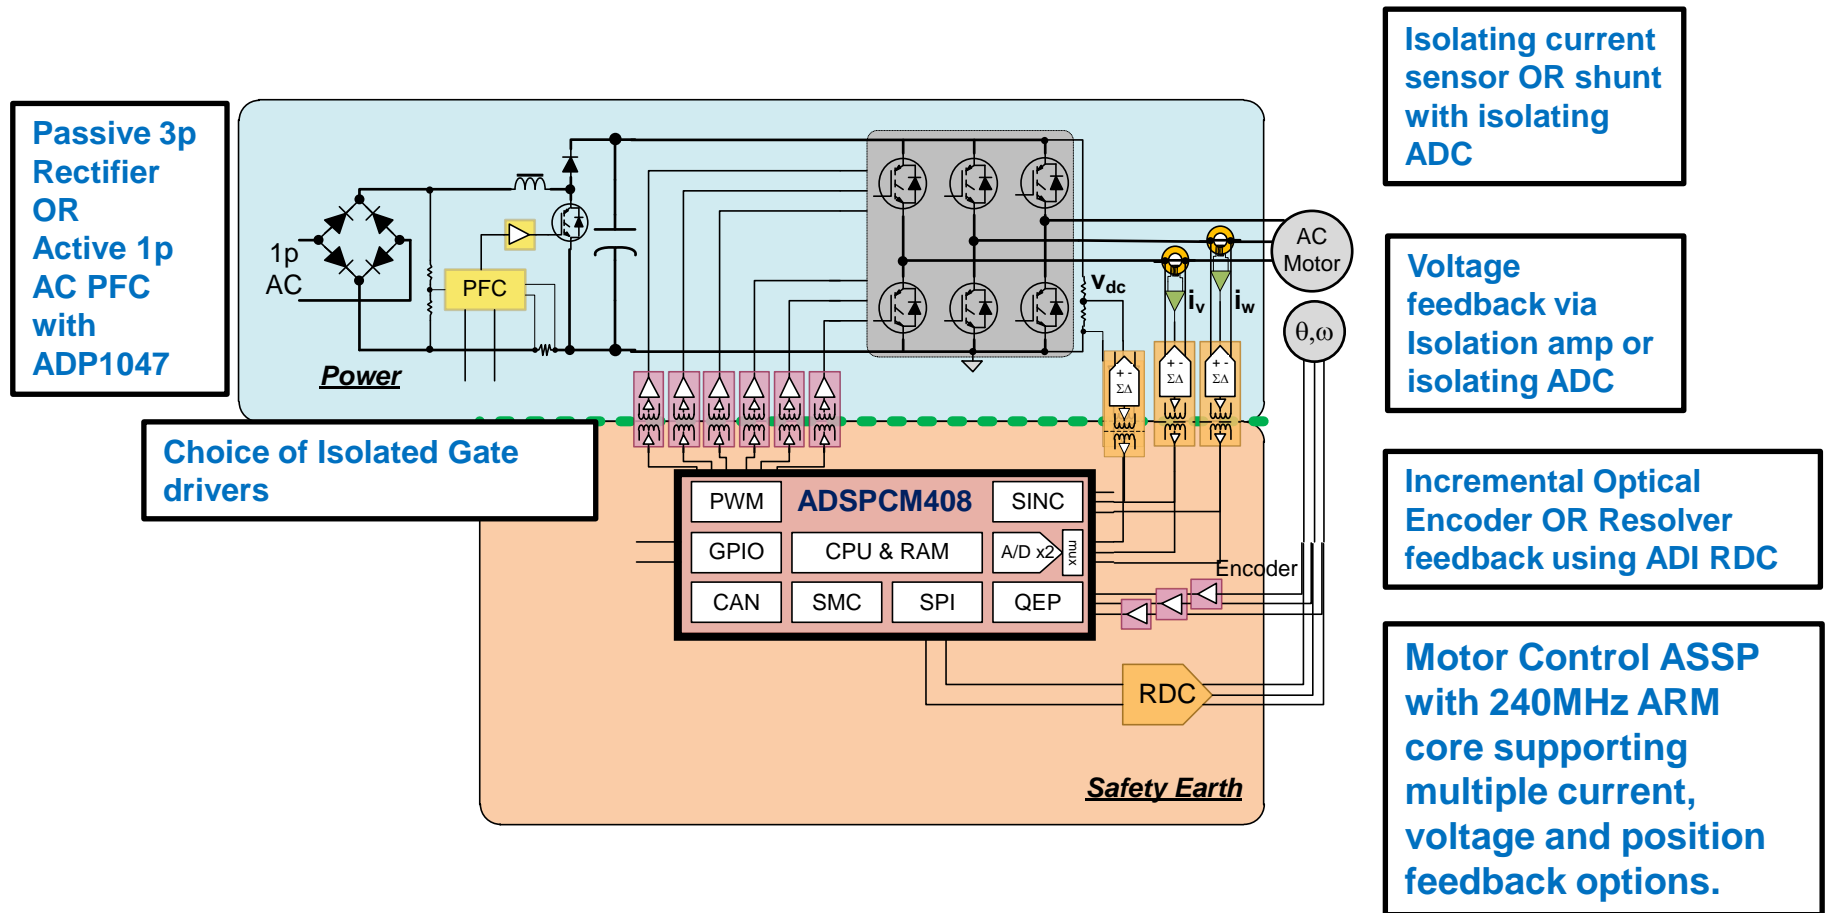 Passive 3p
Rectifier
OR
Active 1p
AC PFC
with
ADP1047
Isolating current
sensor OR shunt
with isolating
ADC
Voltage
feedback via
Isolation amp or
isolating ADC
Incremental Optical
Encoder OR Resolver
feedback using ADI RDC
Motor Control ASSP
with 240MHz ARM
core supporting
multiple current,
voltage and position
feedback options.
Choice of Isolated Gate
drivers
1p
AC
PFC
Power
vdc
iv
iw
AC
Motor
θ,ω
+ -
ΣΔ
+ -
ΣΔ
+ -
ΣΔ
PWM
ADSPCM408
SINC
GPIO
CPU & RAM
A/D x2
mux
CAN
SMC
SPI
QEP
Encoder
RDC
Safety Earth